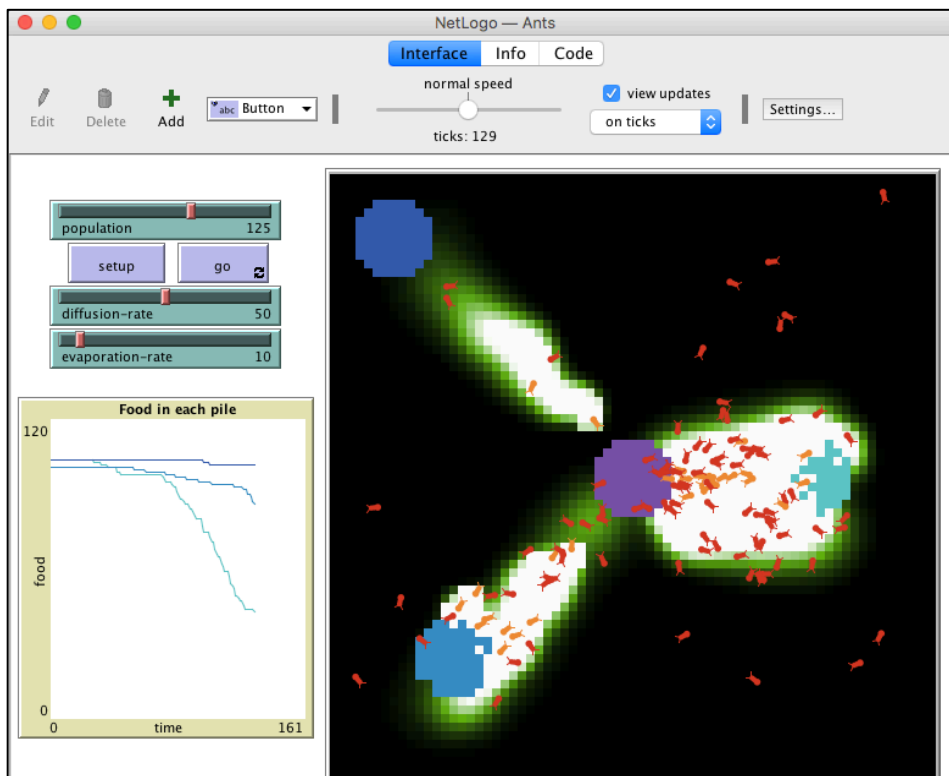 NetLogo — Ants
Interface Info Code
Edit Delete Add abc Button normal speed ticks: 129 view updates on ticks Settings...
population 125
setup go
diffusion-rate 50
evaporation-rate 10
Food in each pile
120
food
0
0 time 161